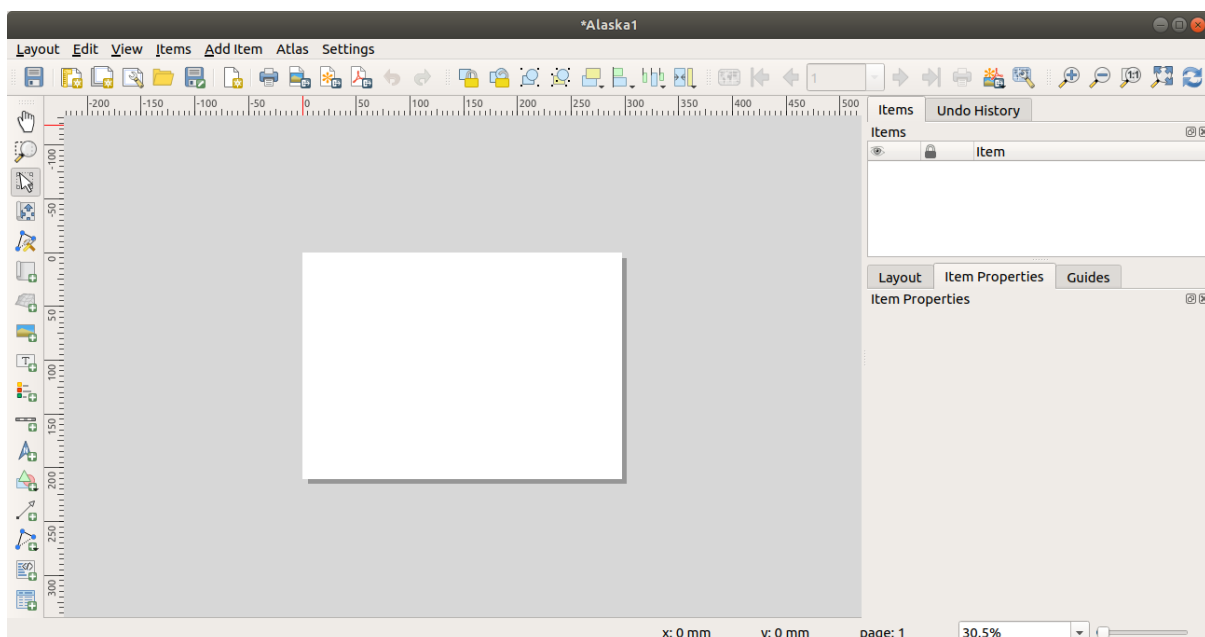 *Alaska1
Layout Edit View Items Add Item Atlas Settings
1:1
1
-200 -150 -100 -50 0 50 100 150 200 250 300 350 400 450 500
Items Undo History
Items
Item
-100
-50
0
50
100
150
200
250
300
Layout Item Properties Guides
Item Properties
x: 0 mm y: 0 mm page: 1 30.5%